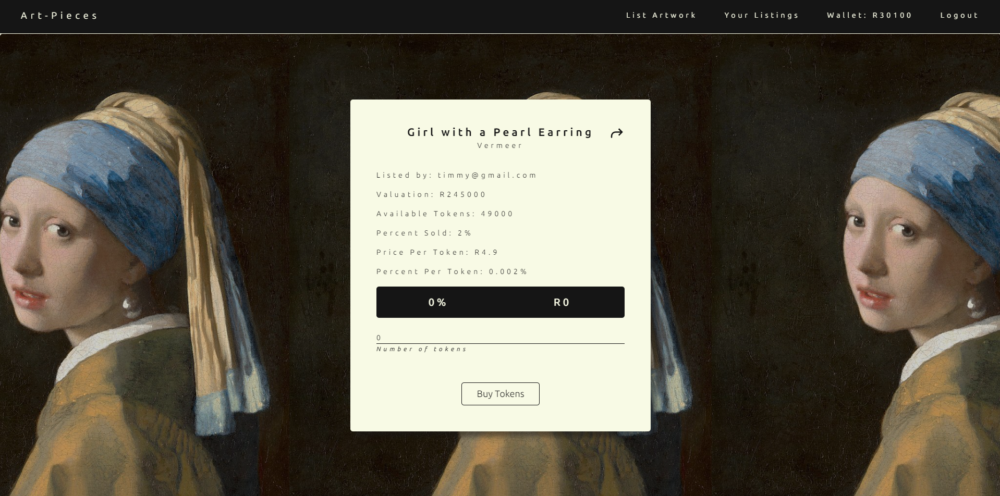 Art-Pieces
List Artwork
Your Listings
Wallet: R30100
Logout
Girl with a Pearl Earring
Vermeer
Listed by: timmy@gmail.com
Valuation: R245000
Available Tokens: 49000
Percent Sold: 2%
Price Per Token: R4.9
Percent Per Token: 0.002%
0% R0
0
Number of tokens
Buy Tokens